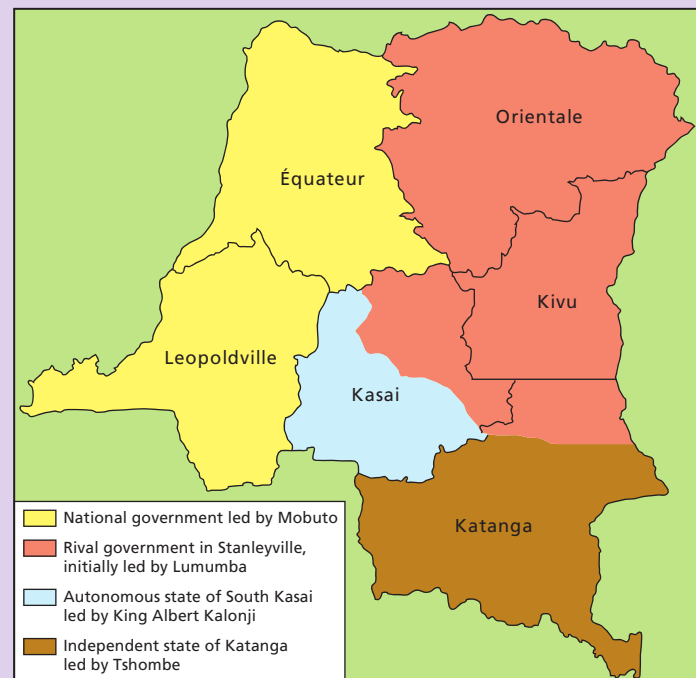 Orientale
Équateur
Kivu
Leopoldville
Kasai
Katanga
National government led by Mobuto
Rival government in Stanleyville,
initially led by Lumumba
Autonomous state of South Kasai
led by King Albert Kalonji
Independent state of Katanga
led by Tshombe